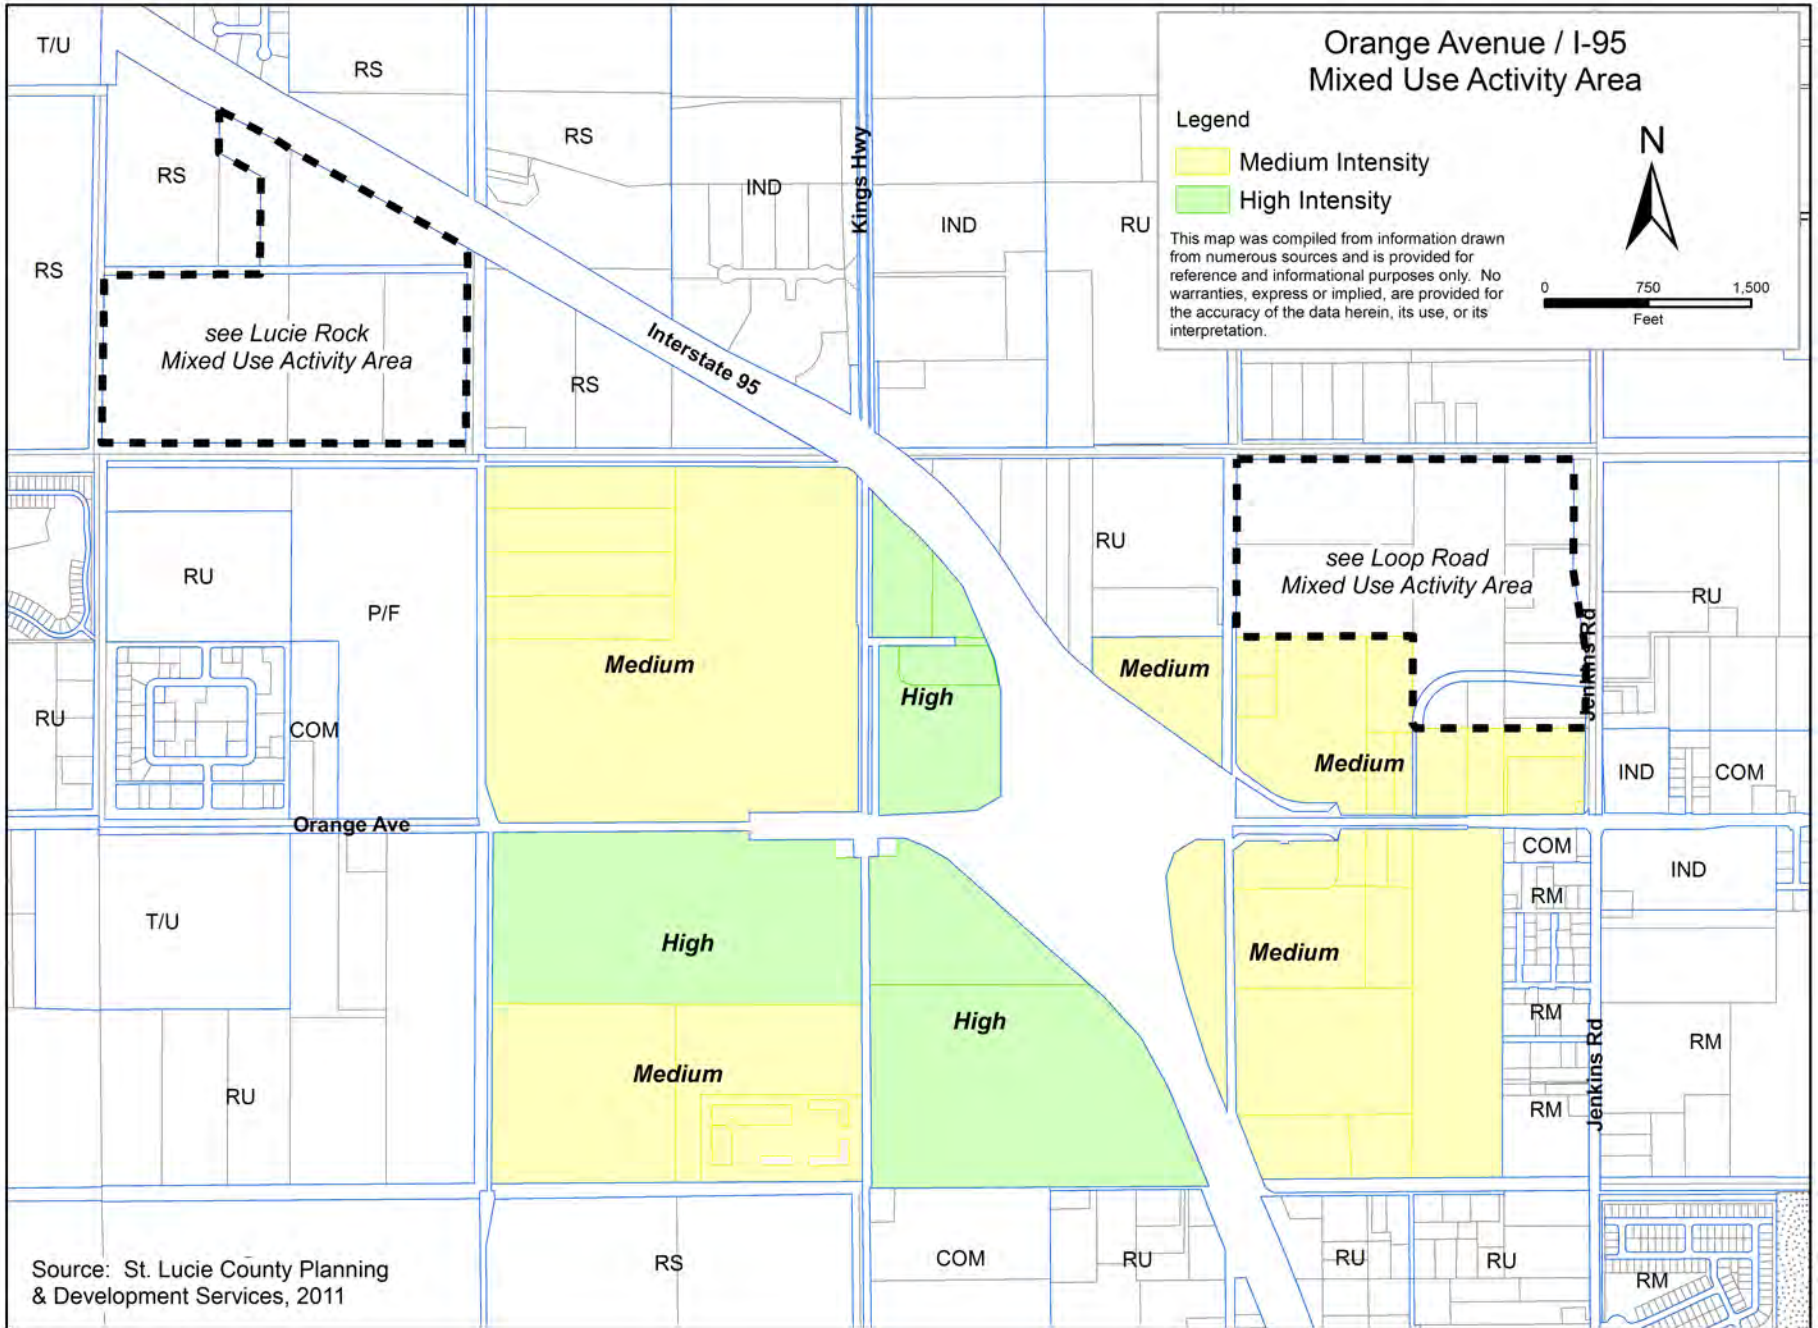 Orange Avenue / I-95
Mixed Use Activity Area
Legend
Medium Intensity
High Intensity
This map was compiled from information drawn
from numerous sources and is provided for
reference and informational purposes only. No
warranties, express or implied, are provided for
the accuracy of the data herein, its use, or its
interpretation.
N
0 750 1,500
Feet
T/U
RS
RS
RS
RS
IND
Kings Hwy
IND
RU
see Lucie Rock
Mixed Use Activity Area
Interstate 95
RS
RU
P/F
RU
COM
Medium
High
RU
Medium
see Loop Road
Mixed Use Activity Area
Jenkins Rd
RU
Medium
IND
COM
Orange Ave
T/U
RU
High
Medium
High
Medium
COM
RM
IND
RM
RM
Jenkins Rd
RM
RS
COM
RU
RU
RU
RM
Source: St. Lucie County Planning
& Development Services, 2011